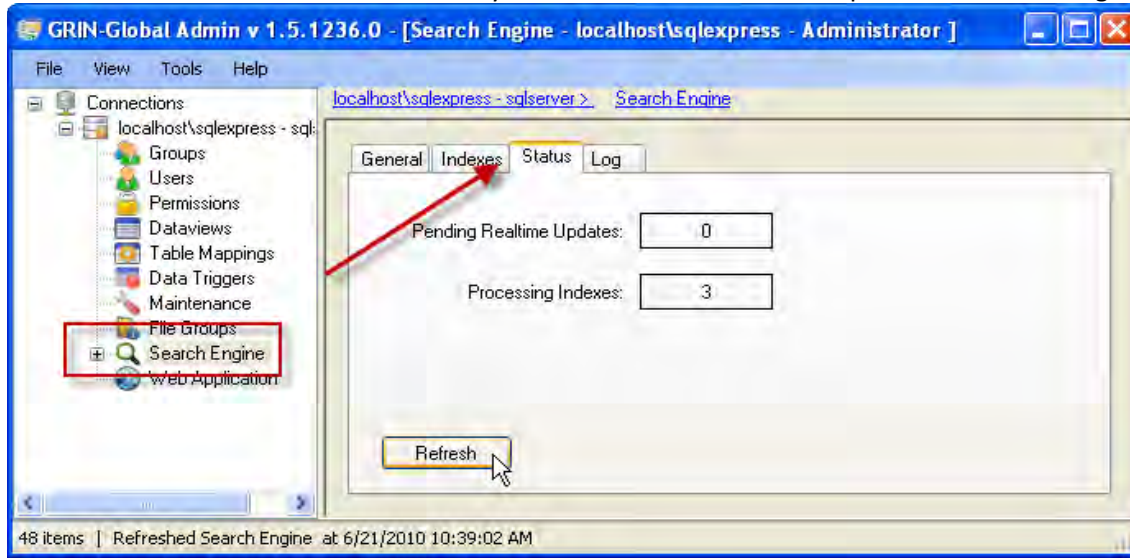 GRIN-Global Admin v 1.5.1236.0 - [Search Engine - localhost\sqlexpress - Administrator ]
File View Tools Help
localhost\sqlexpress - sqlserver > Search Engine
Connections
localhost\sqlexpress - sql:
Groups
Users
Permissions
Dataviews
Table Mappings
Data Triggers
Maintenance
File Groups
Search Engine
Web Application
General Indexes Status Log
Pending Realtime Updates: 0
Processing Indexes: 3
Refresh
48 items | Refreshed Search Engine at 6/21/2010 10:39:02 AM